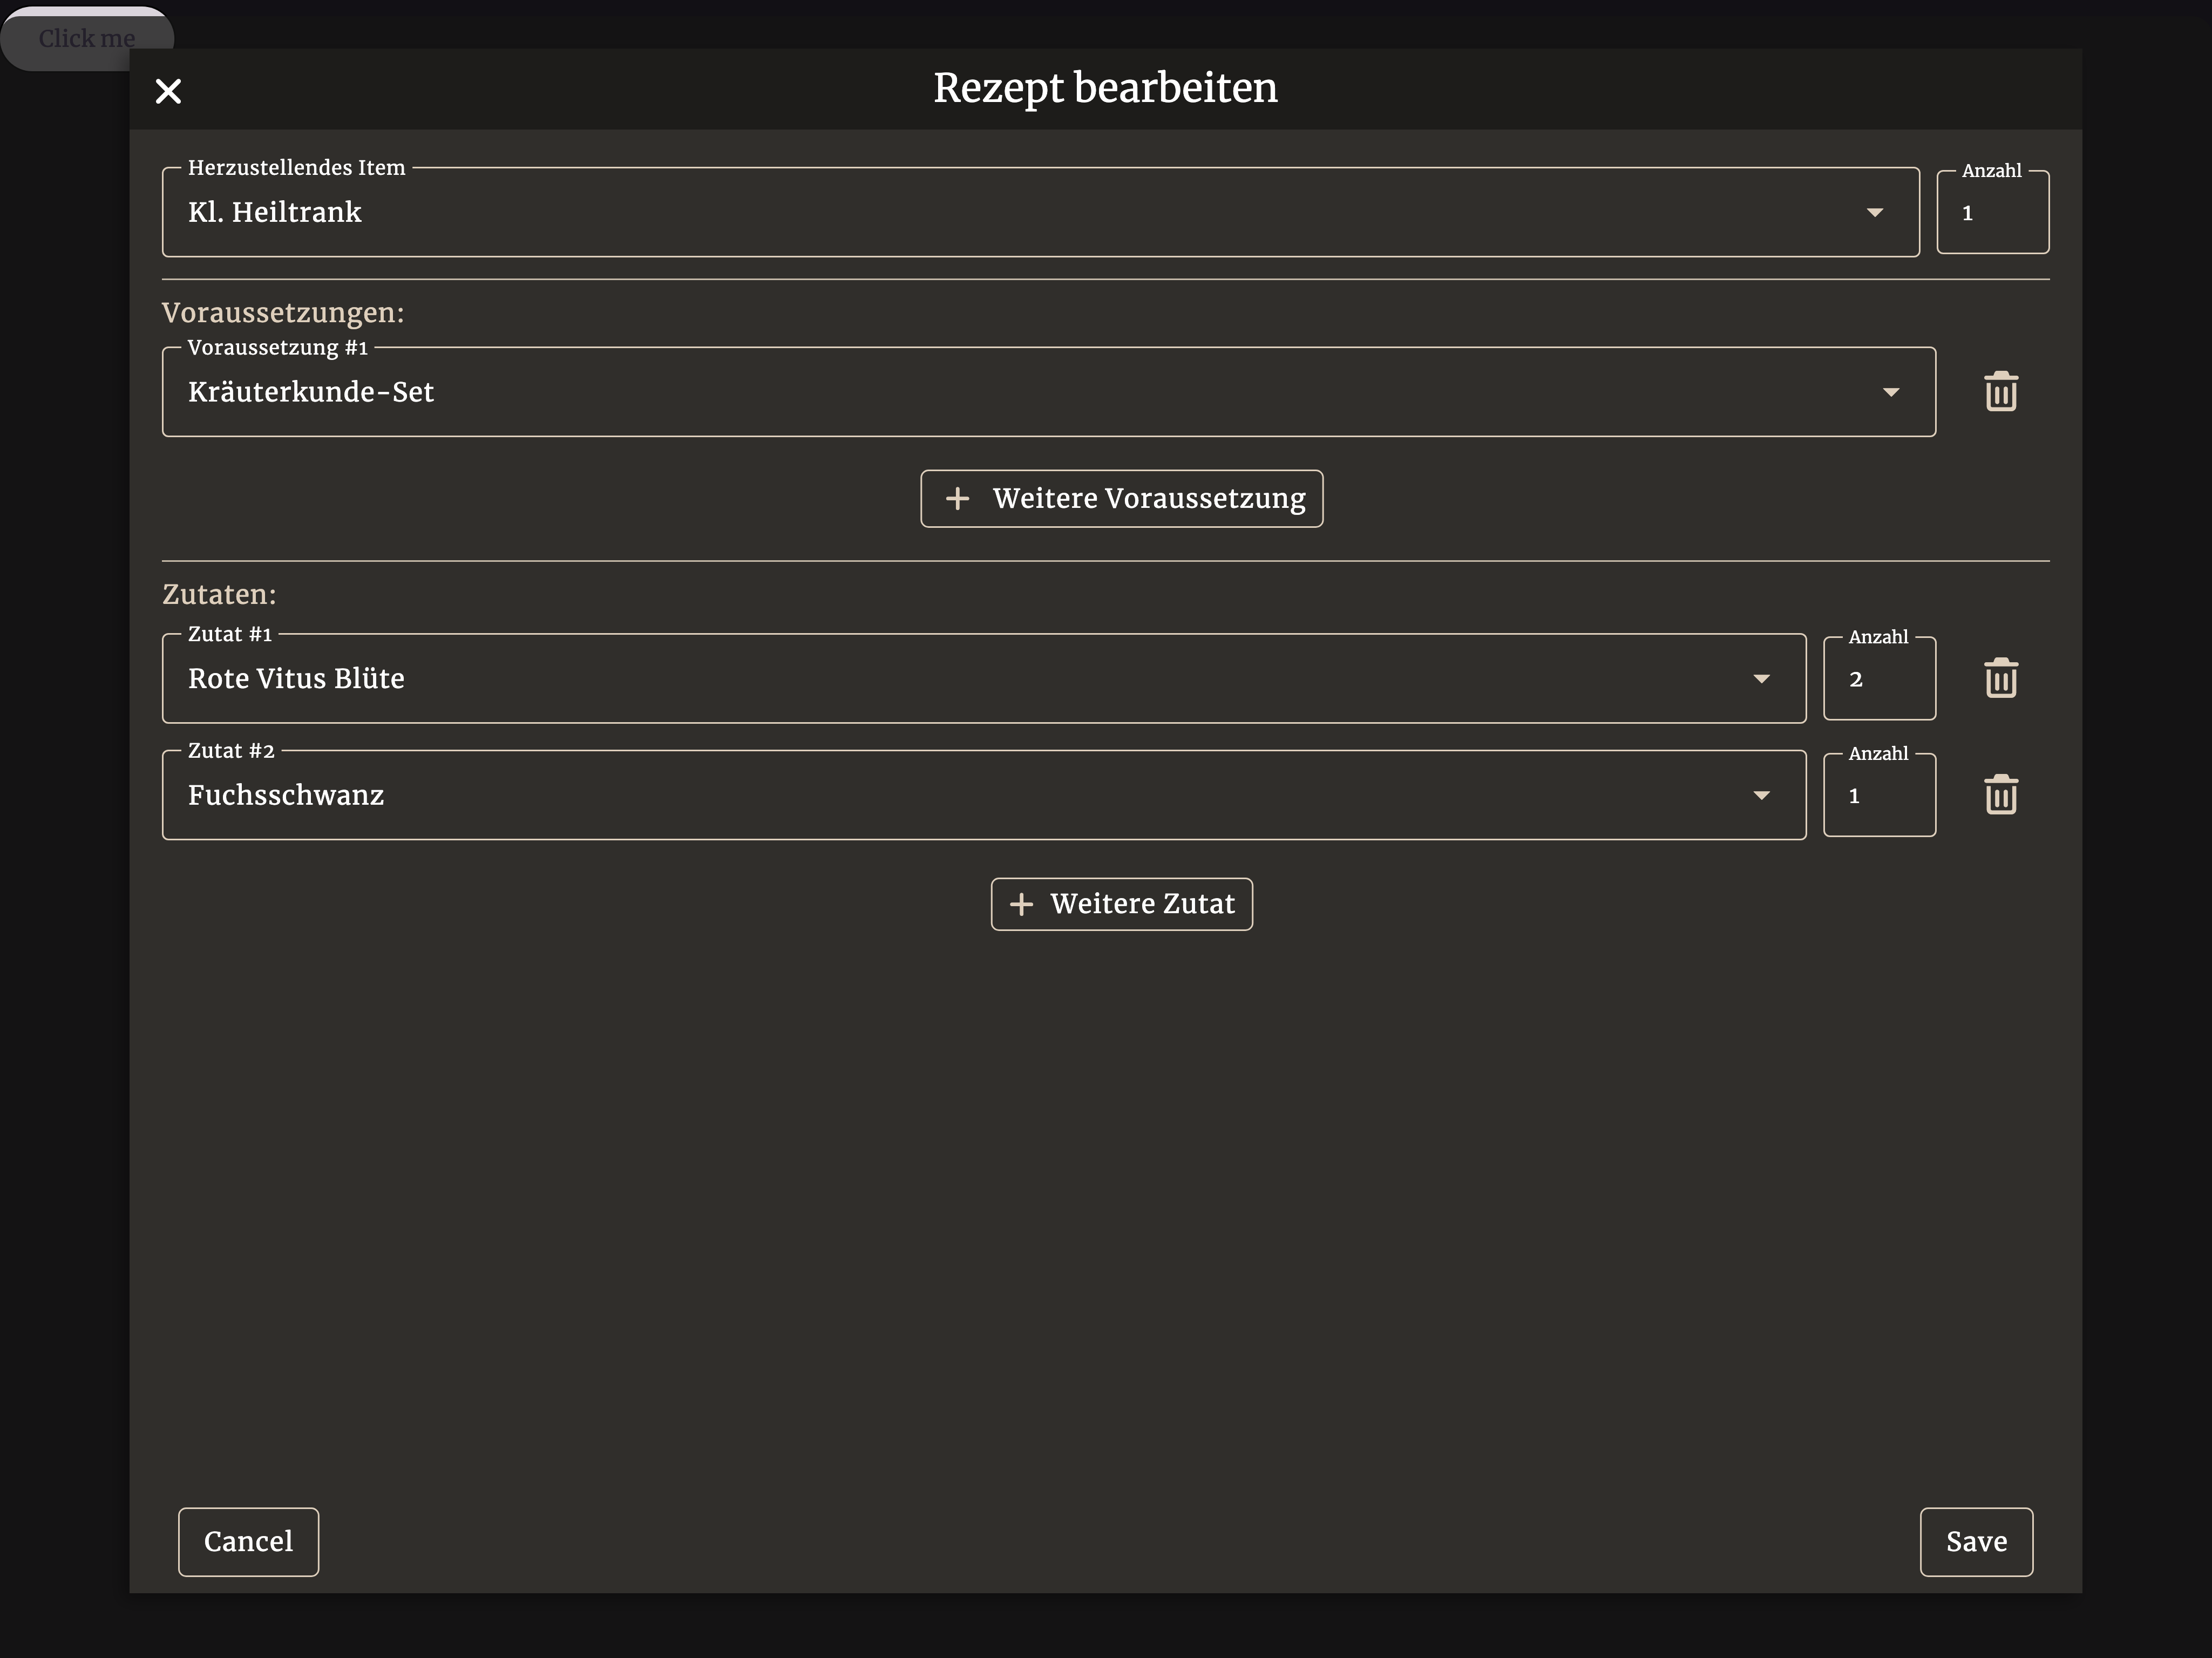 Click me
Rezept bearbeiten
Herzustellendes Item
Kl. Heiltrank
Anzahl
1
Voraussetzungen:
Voraussetzung #1
Kräuterkunde-Set
Weitere Voraussetzung
Zutaten:
Zutat #1
Rote Vitus Blüte
Anzahl
2
Zutat #2
Fuchsschwanz
Anzahl
1
Weitere Zutat
Cancel
Save